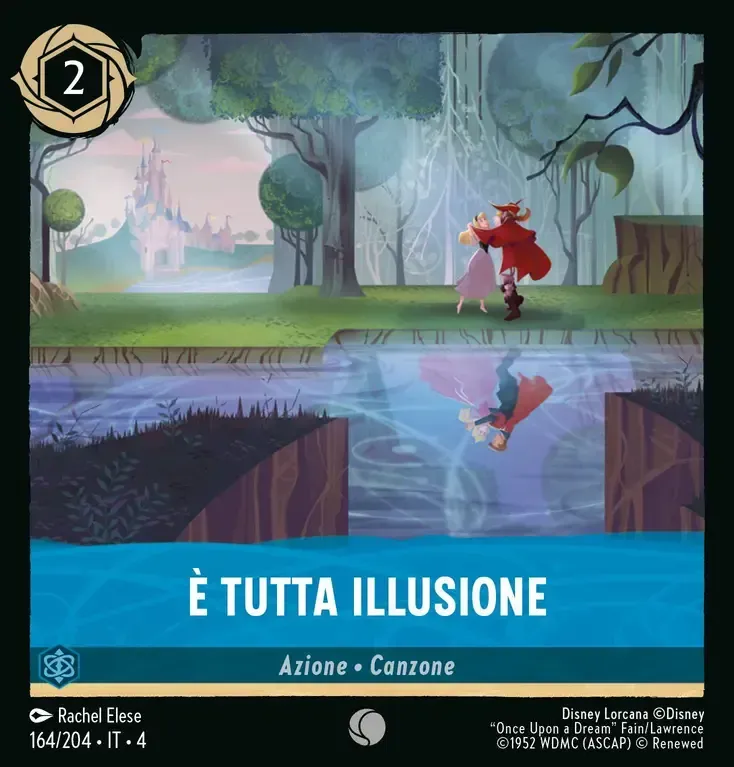 2
È TUTTA ILLUSIONE
Azione • Canzone
Rachel Elese
164/204 • IT • 4
Disney Lorcana ©Disney
“Once Upon a Dream” Fain/Lawrence
©1952 WDMC (ASCAP) © Renewed